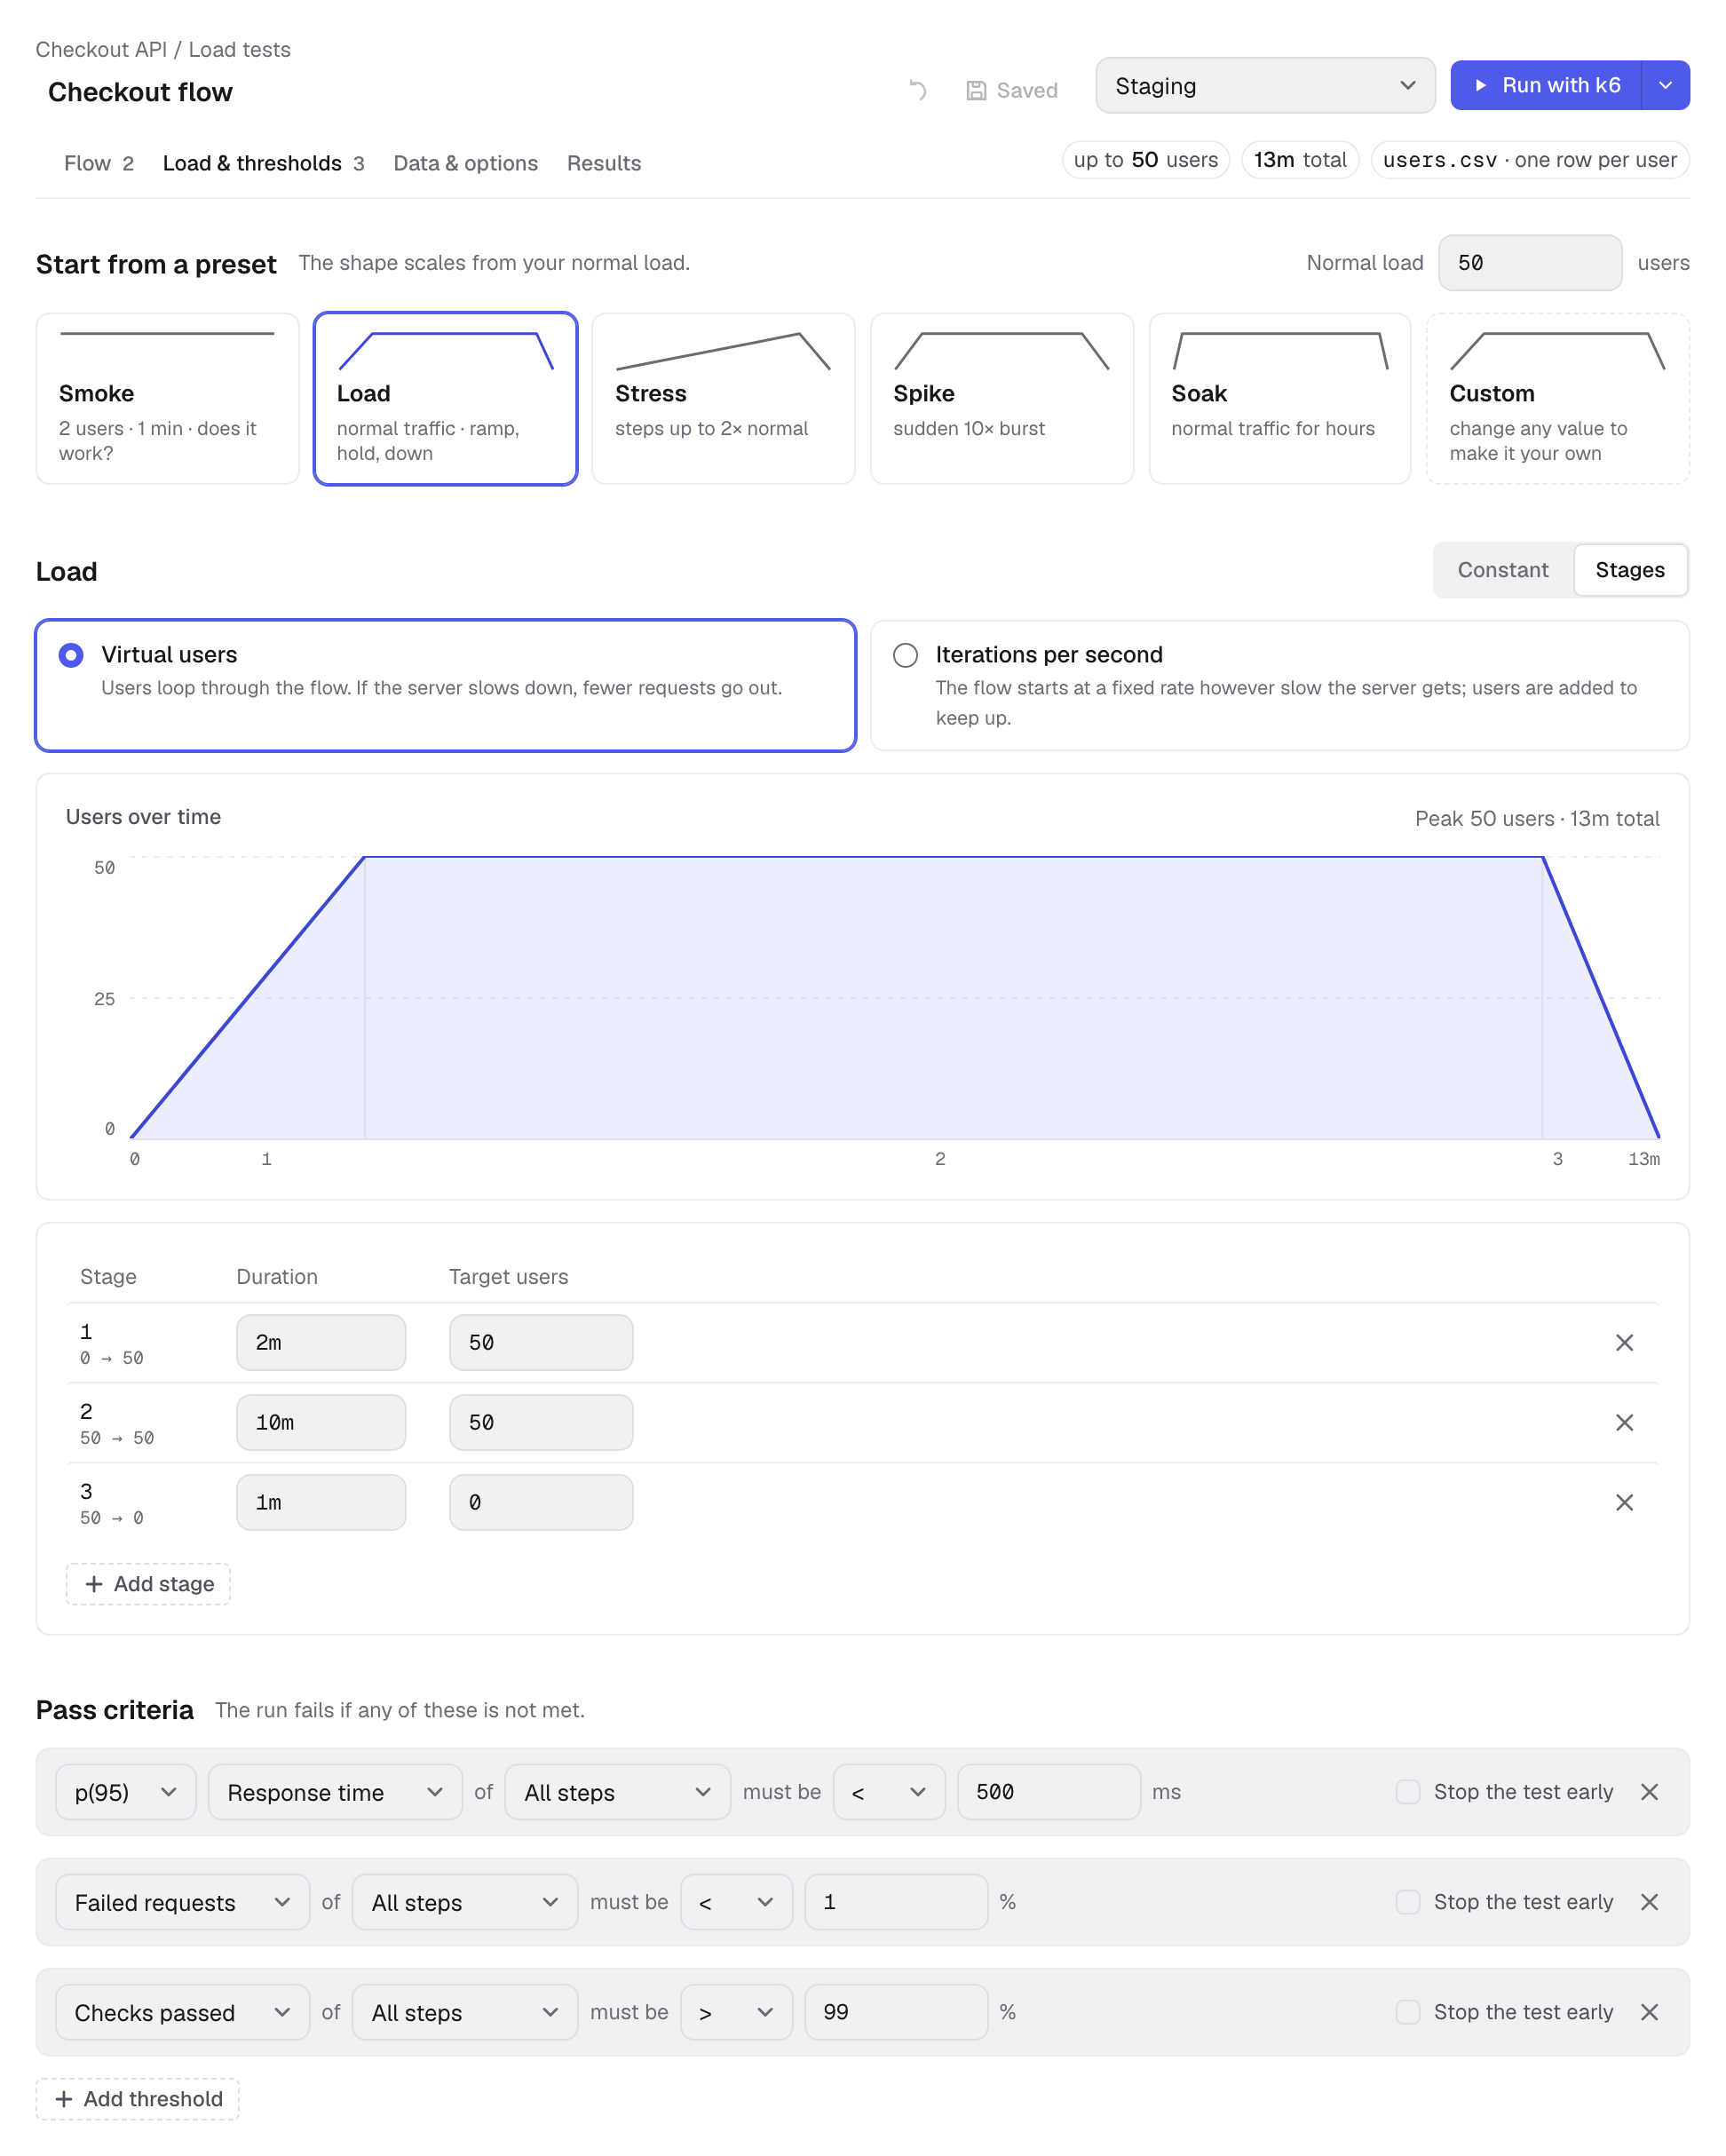 Checkout API / Load tests
Checkout flow
Saved
Staging
Run with k6
Flow 2
Load & thresholds 3
Data & options
Results
up to 50 users
13m total
users.csv · one row per user
Start from a preset
The shape scales from your normal load.
Normal load
50
users
Smoke
2 users · 1 min · does it
work?
Load
normal traffic · ramp,
hold, down
Stress
steps up to 2× normal
Spike
sudden 10× burst
Soak
normal traffic for hours
Custom
change any value to
make it your own
Load
Constant
Stages
Virtual users
Users loop through the flow. If the server slows down, fewer requests go out.
Iterations per second
The flow starts at a fixed rate however slow the server gets; users are added to
keep up.
Users over time
Peak 50 users · 13m total
50
25
0
0
1
2
3
13m
Stage
Duration
Target users
1
0 → 50
2m
50
2
50 → 50
10m
50
3
50 → 0
1m
0
Add stage
Pass criteria
The run fails if any of these is not met.
p(95) Response time of All steps must be < 500 ms
Stop the test early
Failed requests of All steps must be < 1 %
Stop the test early
Checks passed of All steps must be > 99 %
Stop the test early
Add threshold